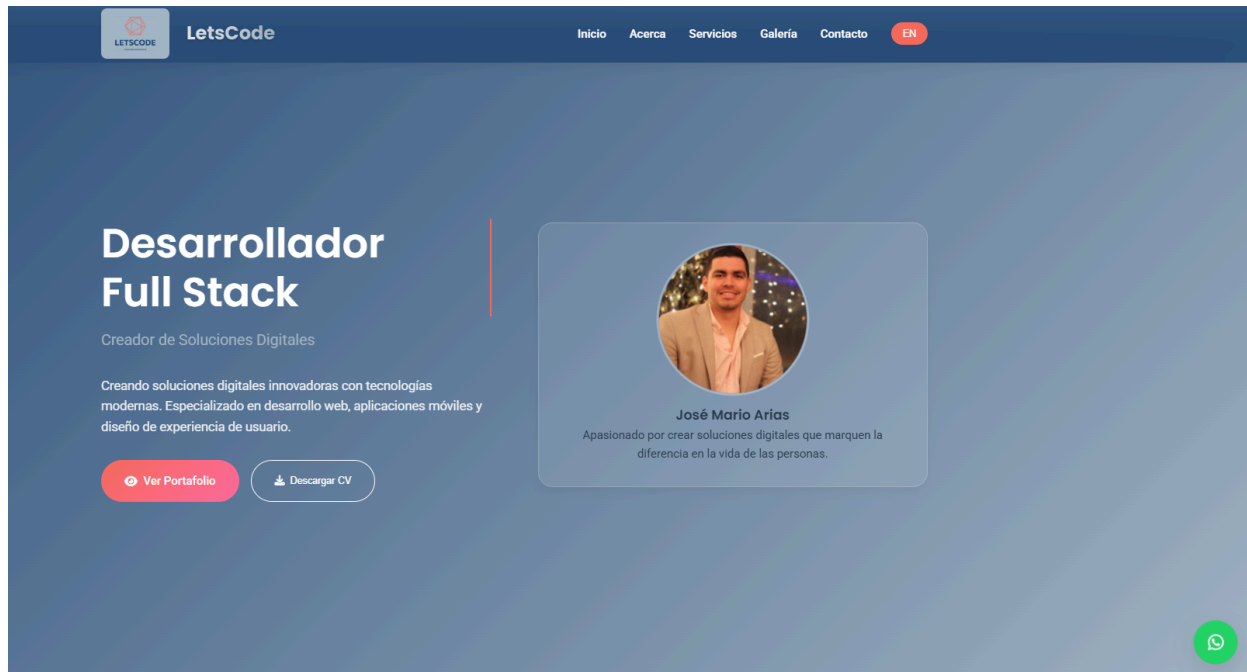 LETSCODE
LetsCode
Inicio Acerca Servicios Galería Contacto EN
Desarrollador
Full Stack
Creador de Soluciones Digitales
Creando soluciones digitales innovadoras con tecnologías
modernas. Especializado en desarrollo web, aplicaciones móviles y
diseño de experiencia de usuario.
Ver Portafolio Descargar CV
José Mario Arias
Apasionado por crear soluciones digitales que marquen la
diferencia en la vida de las personas.